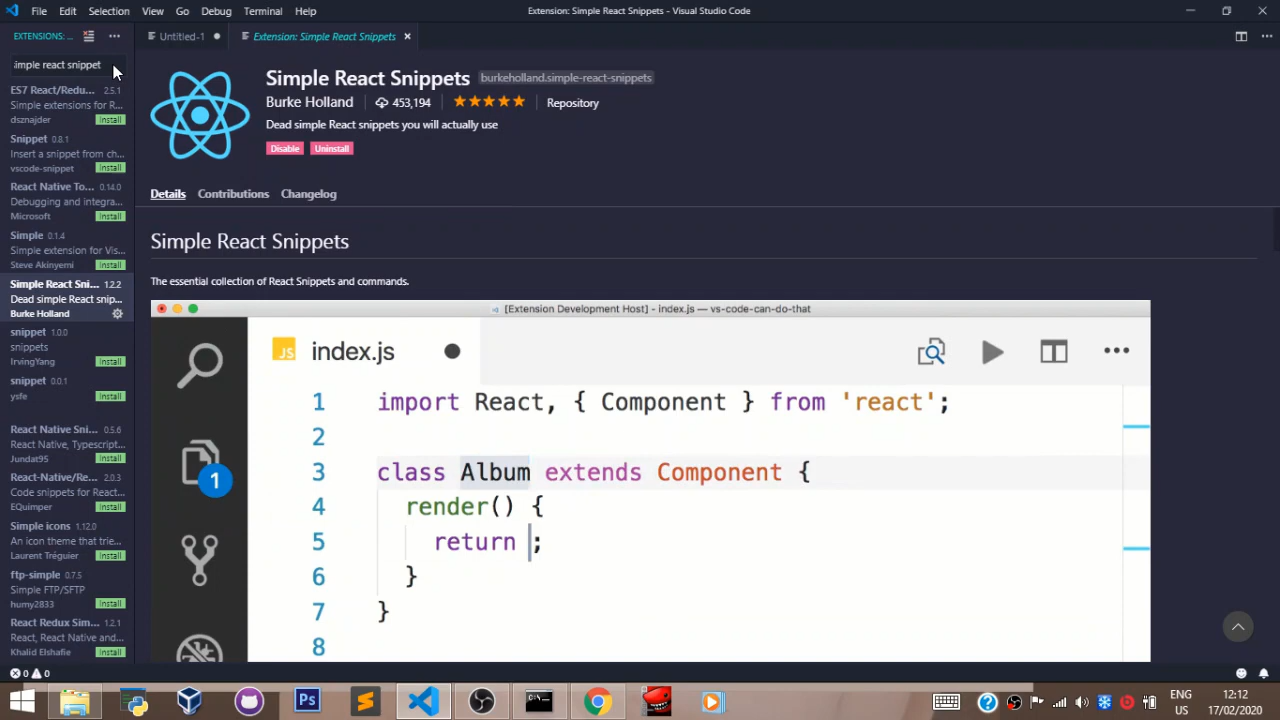 File Edit Selection View Go Debug Terminal Help
Extension: Simple React Snippets - Visual Studio Code
EXTENSIONS: ...
Untitled-1
Extension: Simple React Snippets
imple react snippet
ES7 React/Redu... 2.5.1
Simple extensions for R...
dsznajder Install
Snippet 0.8.1
Insert a snippet from ch...
vscode-snippet Install
React Native To... 0.14.0
Debugging and integra...
Microsoft Install
Simple 0.1.4
Simple extension for Vis...
Steve Akinyemi Install
Simple React Sni... 1.2.2
Dead simple React snip...
Burke Holland
snippet 1.0.0
snippets
IrvingYang Install
snippet 0.0.1
ysfe Install
React Native Sni... 0.5.6
React Native, Typescript...
Jundat95 Install
React-Native/Re... 2.0.3
Code snippets for React...
EQuimper Install
Simple icons 1.12.0
An icon theme that trie...
Laurent Tréguier Install
ftp-simple 0.7.5
Simple FTP/SFTP
humy2833 Install
React Redux Sim... 1.2.1
React, React Native and...
Khalid Elshafie Install
Simple React Snippets burkeholland.simple-react-snippets
Burke Holland 453,194 Repository
Dead simple React snippets you will actually use
Disable Uninstall
Details Contributions Changelog
Simple React Snippets
The essential collection of React Snippets and commands.
[Extension Development Host] - index.js — vs-code-can-do-that
JS index.js
1
1 import React, { Component } from 'react';
2
3 class Album extends Component {
4 render() {
5 return ;
6 }
7 }
8
0 0
Ps
ENG
US
12:12
17/02/2020